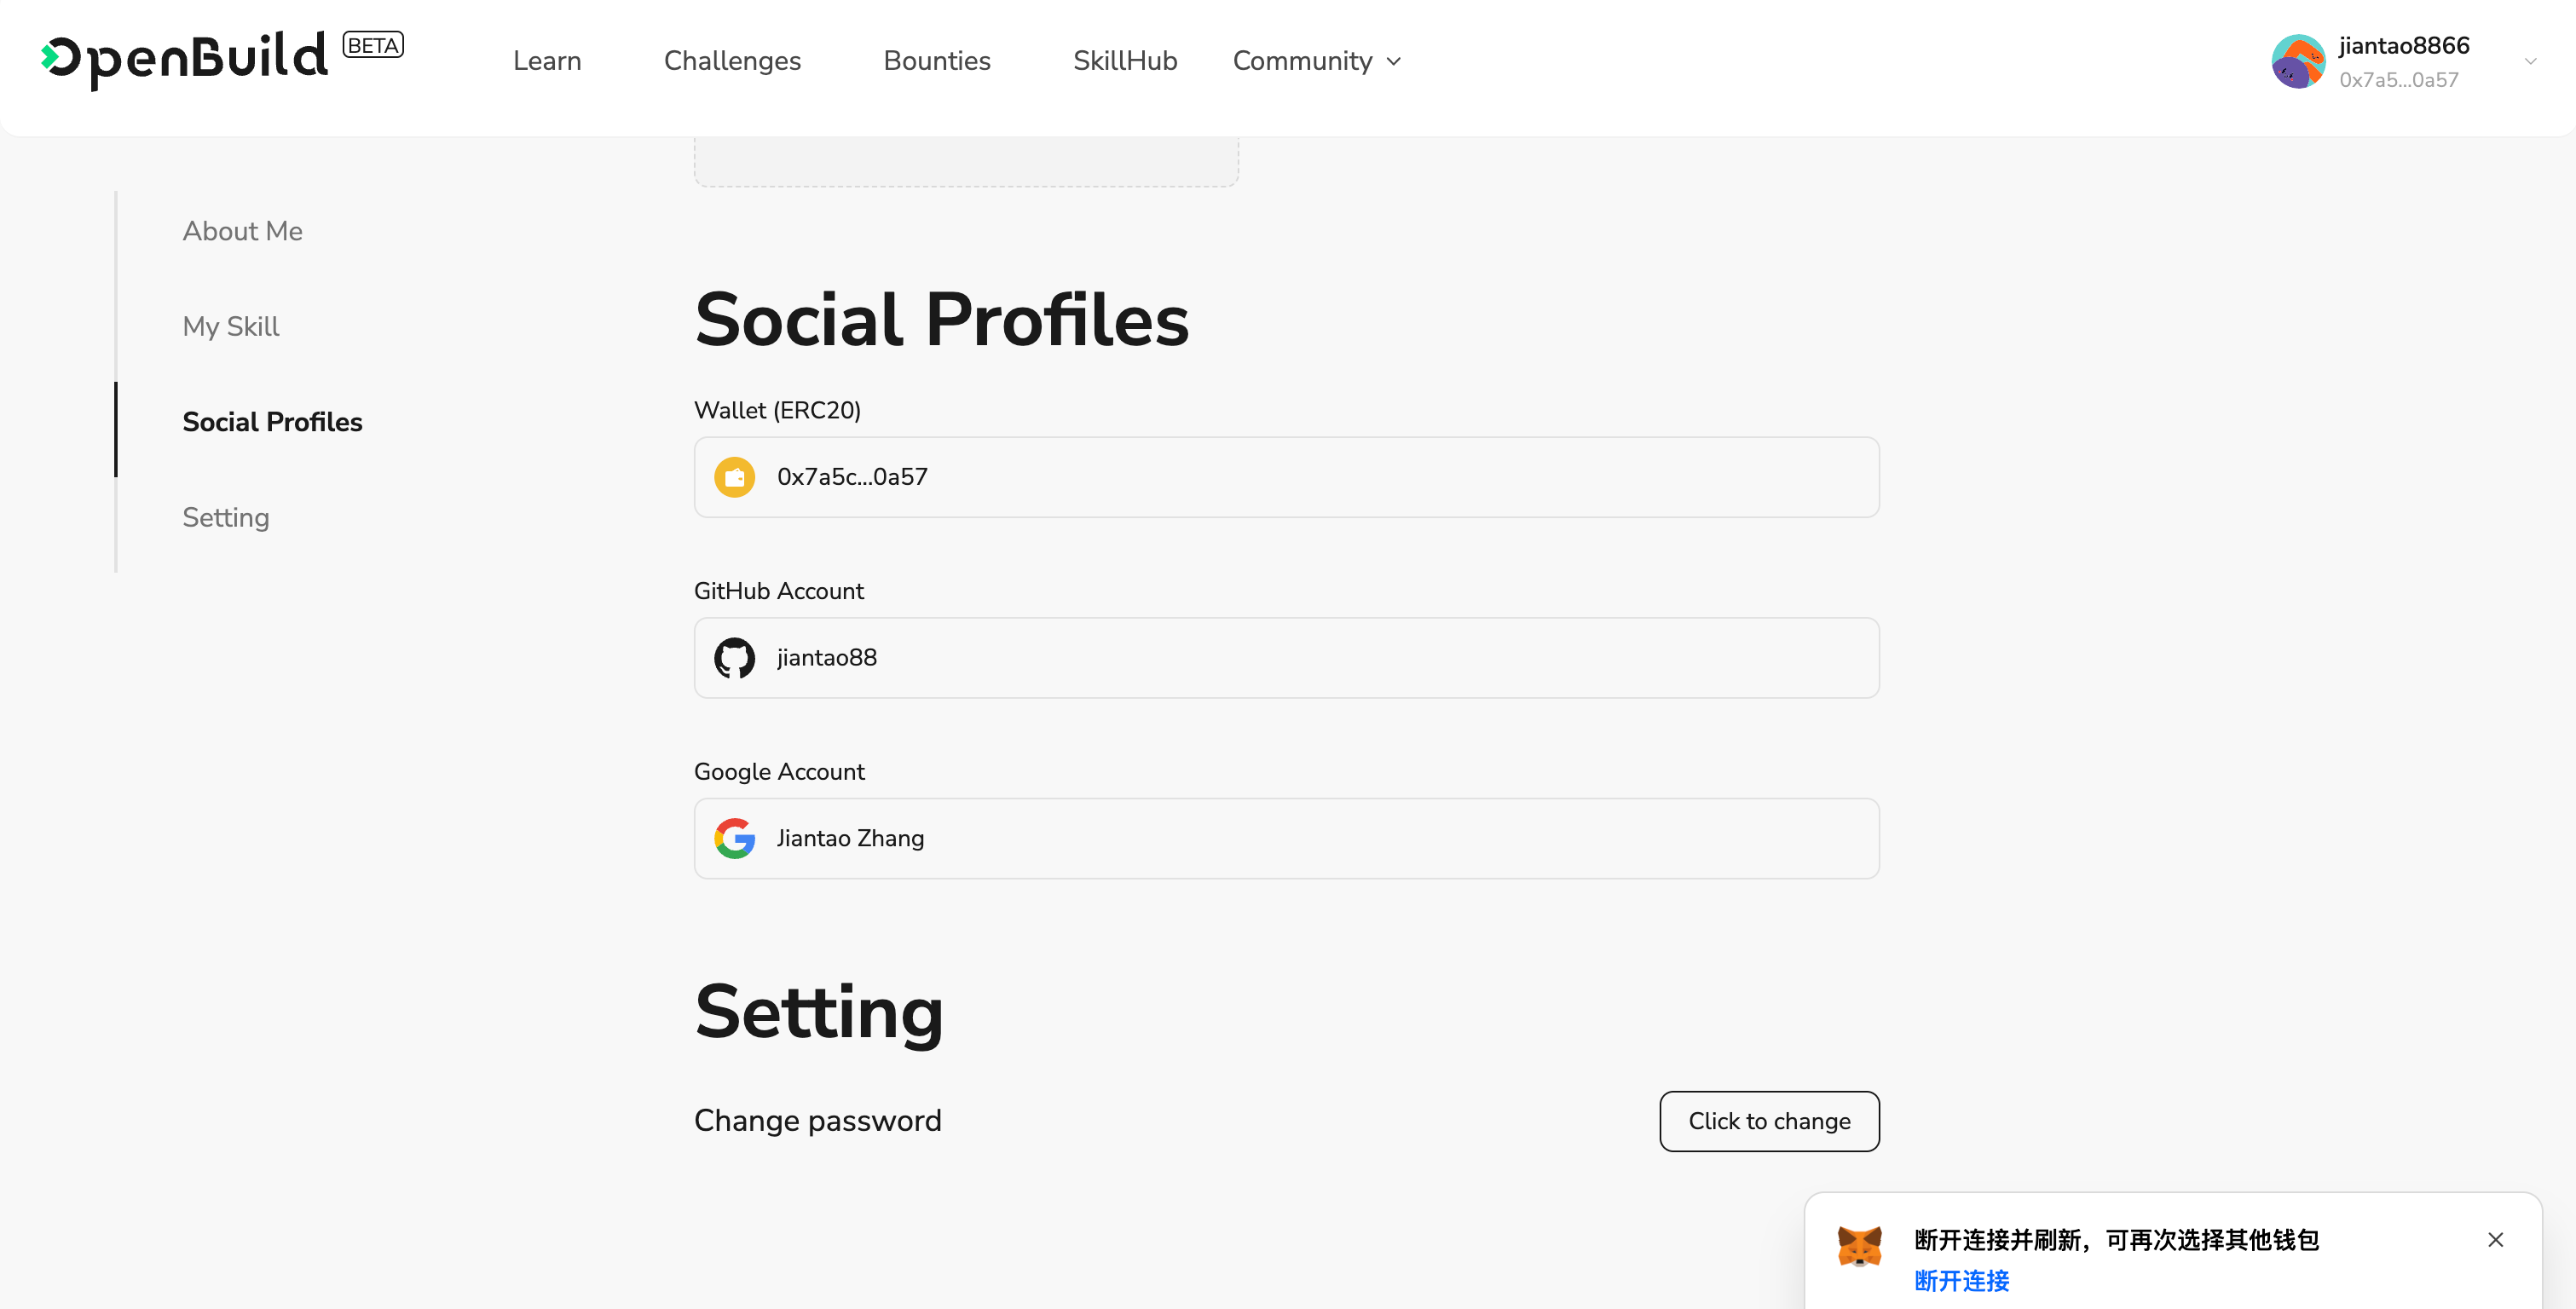 OpenBuild BETA
Learn
Challenges
Bounties
SkillHub
Community
jiantao8866
0x7a5...0a57
About Me
My Skill
Social Profiles
Setting
Social Profiles
Wallet (ERC20)
0x7a5c...0a57
GitHub Account
jiantao88
Google Account
Jiantao Zhang
Setting
Change password
Click to change
断开连接并刷新，可再次选择其他钱包
断开连接